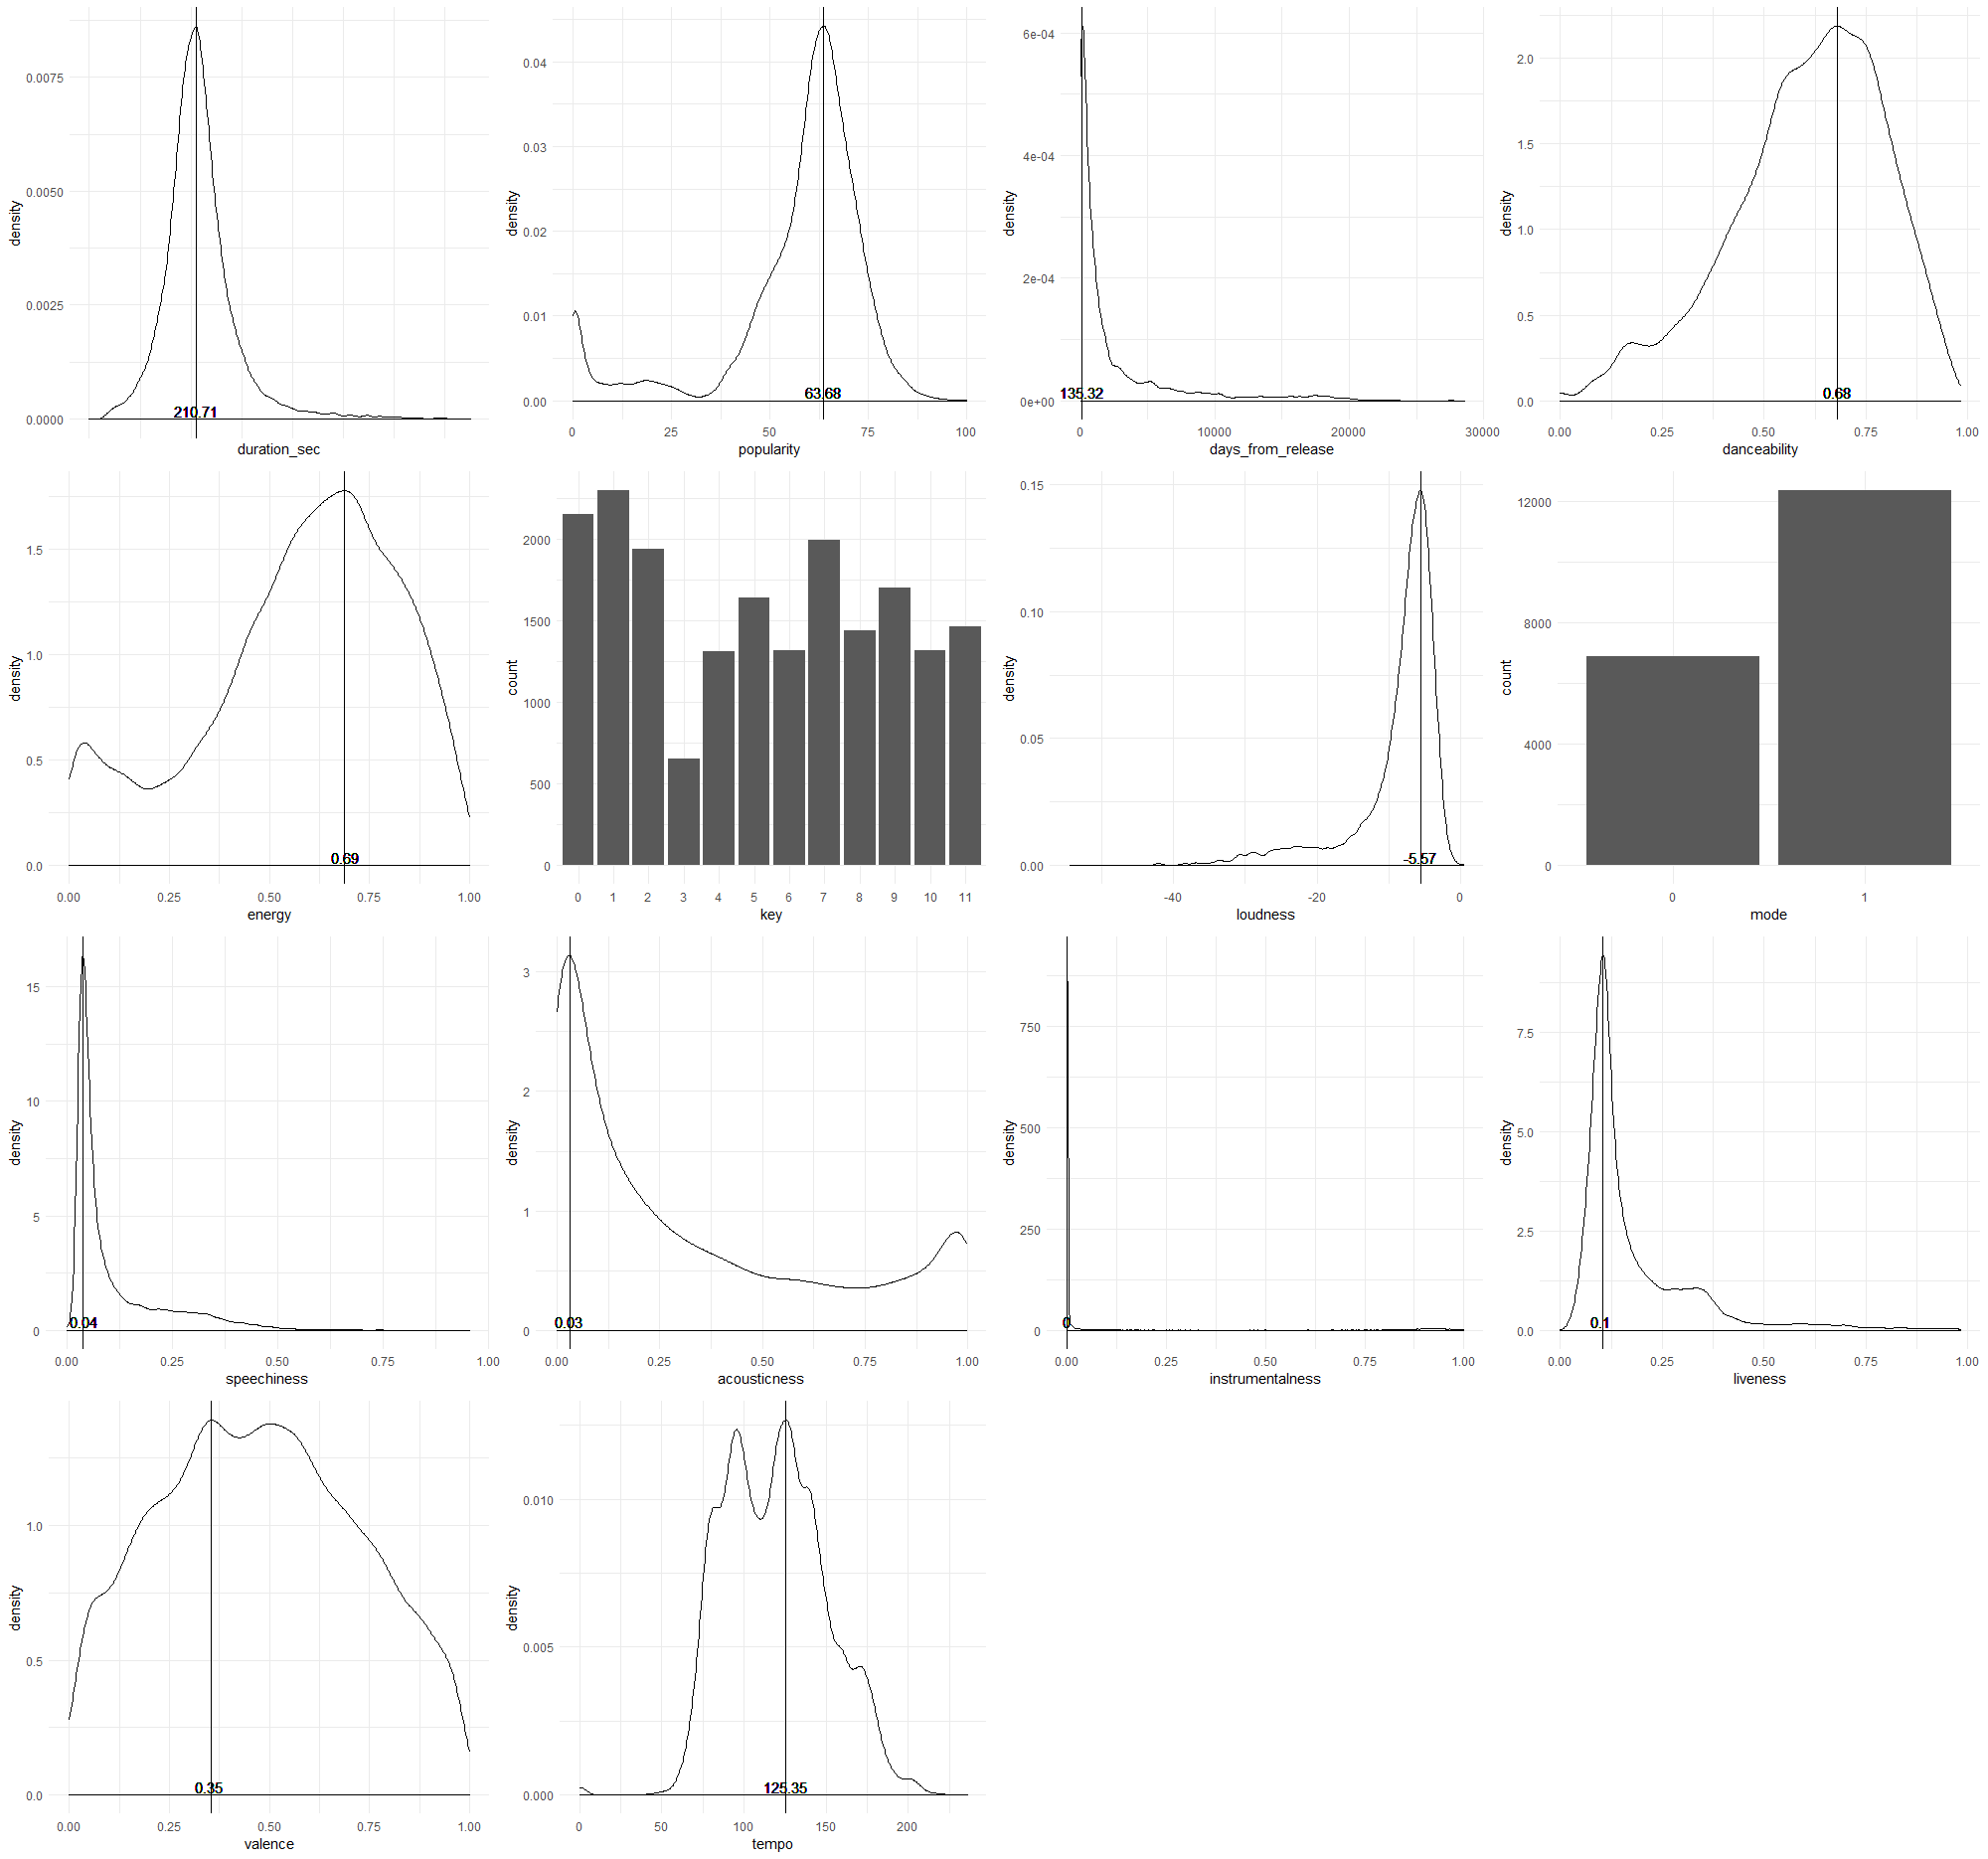 density
0.0075
0.0050
0.0025
0.0000
210.71
duration_sec
density
0.04
0.03
0.02
0.01
0.00
63.68
0 25 50 75 100
popularity
density
6e-04
4e-04
2e-04
0e+00
135.32
0 10000 20000 30000
days_from_release
density
2.0
1.5
1.0
0.5
0.0
0.68
0.00 0.25 0.50 0.75 1.00
danceability
density
1.5
1.0
0.5
0.0
0.69
0.00 0.25 0.50 0.75 1.00
energy
count
2000
1500
1000
500
0
0 1 2 3 4 5 6 7 8 9 10 11
key
density
0.15
0.10
0.05
0.00
-5.57
-40 -20 0
loudness
count
12000
8000
4000
0
0 1
mode
density
15
10
5
0
0.04
0.00 0.25 0.50 0.75 1.00
speechiness
density
3
2
1
0
0.03
0.00 0.25 0.50 0.75 1.00
acousticness
density
750
500
250
0
0
0.00 0.25 0.50 0.75 1.00
instrumentalness
density
7.5
5.0
2.5
0.0
0.1
0.00 0.25 0.50 0.75 1.00
liveness
density
1.0
0.5
0.0
0.35
0.00 0.25 0.50 0.75 1.00
valence
density
0.010
0.005
0.000
125.35
0 50 100 150 200
tempo